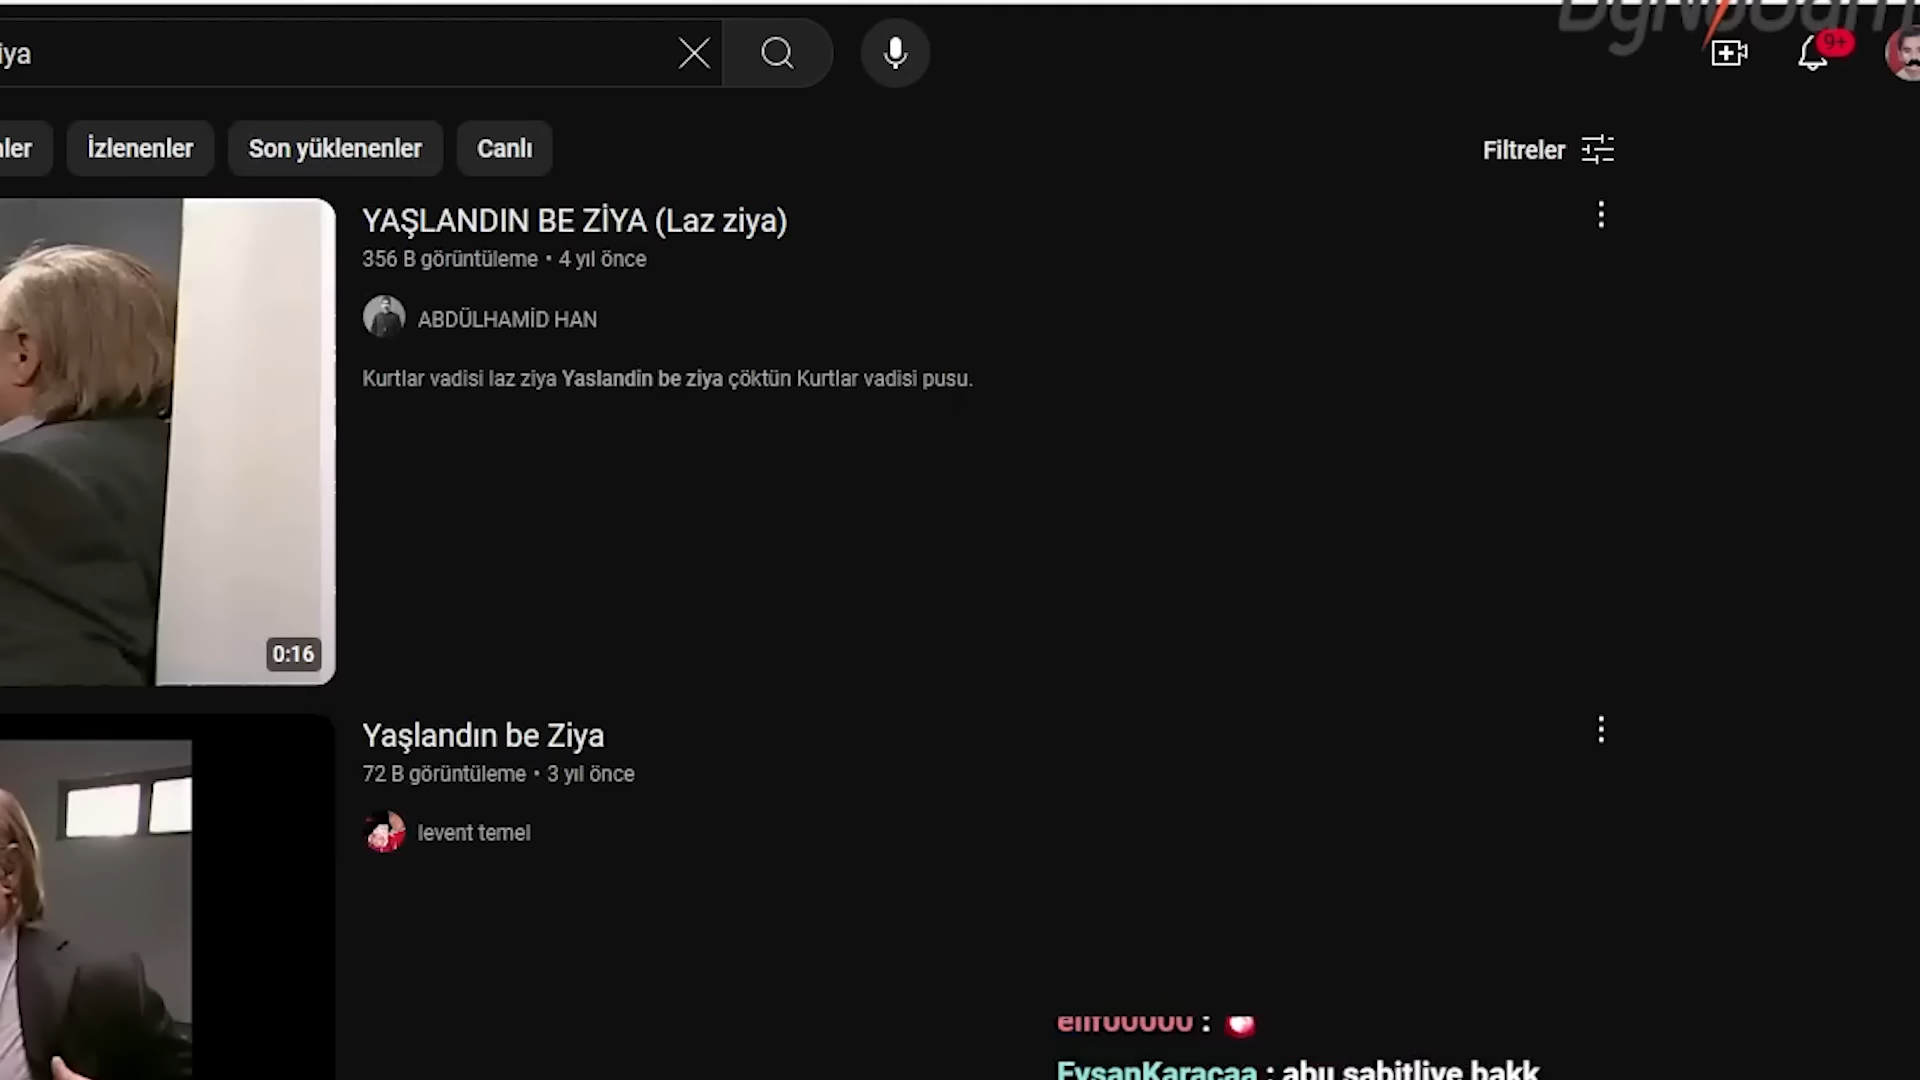 iya
9+
İzlenenler
Son yüklenenler
Canlı
Filtreler
YAŞLANDIN BE ZİYA (Laz ziya)
356 B görüntüleme • 4 yıl önce
ABDÜLHAMİD HAN
Kurtlar vadisi laz ziya Yaslandin be ziya çöktün Kurtlar vadisi pusu.
0:16
Yaşlandın be Ziya
72 B görüntüleme • 3 yıl önce
levent temel
EysanKaracaa : abu sabitliye bakk